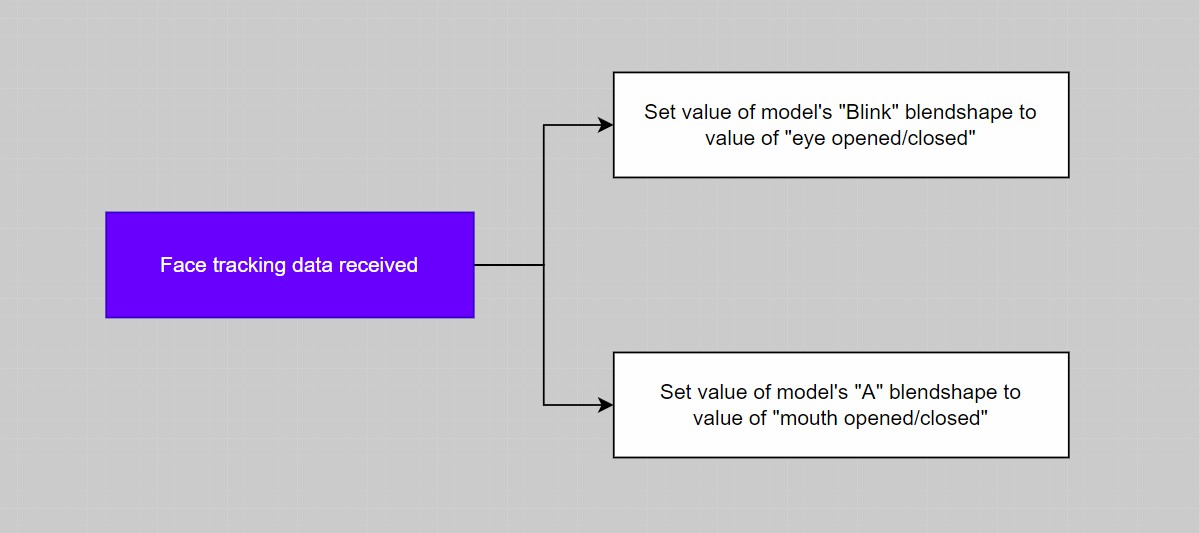 Set value of model's "Blink" blendshape to
value of "eye opened/closed"
Face tracking data received
Set value of model's "A" blendshape to
value of "mouth opened/closed"